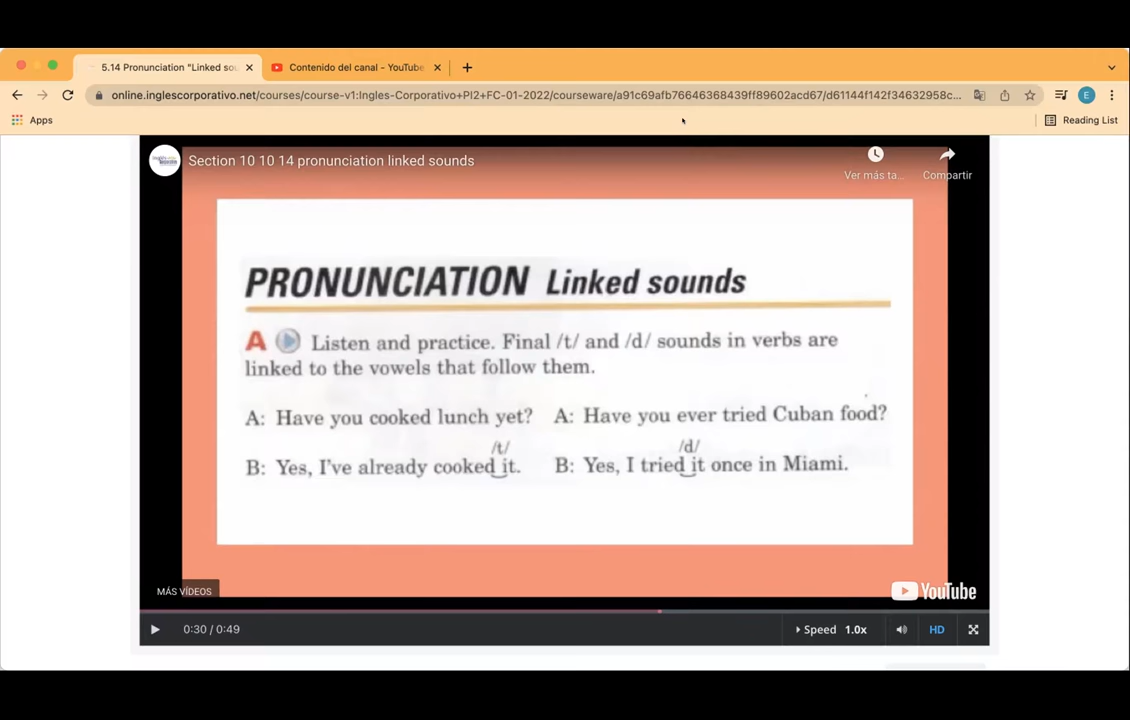 5.14 Pronunciation "Linked sou
Contenido del canal - YouTube
online.inglescorporativo.net/courses/course-v1:Ingles-Corporativo+PI2+FC-01-2022/courseware/a91c69afb76646368439ff89602acd67/d61144f142f34632958c...
E
Apps
Reading List
Section 10 10 14 pronunciation linked sounds
Ver más ta...
Compartir
PRONUNCIATION Linked sounds
A Listen and practice. Final /t/ and /d/ sounds in verbs are
linked to the vowels that follow them.
A: Have you cooked lunch yet?
/t/
B: Yes, I've already cooked it.
A: Have you ever tried Cuban food?
/d/
B: Yes, I tried it once in Miami.
MÁS VÍDEOS
YouTube
0:30 / 0:49
Speed 1.0x
HD